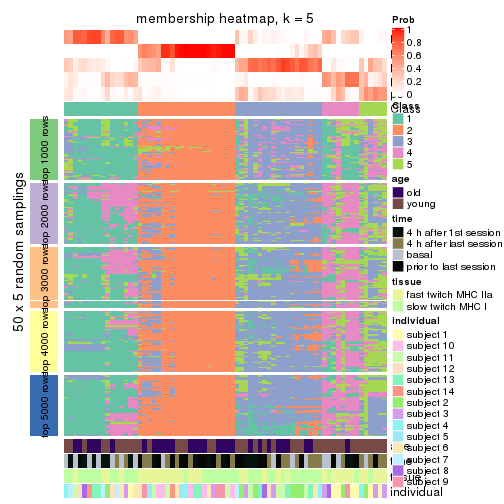 membership heatmap, k = 5
Prob
1
0.8
0.6
0.4
0.2
0
Class
Class
1
2
3
4
5
age
old
young
time
4 h after 1st session
4 h after last session
basal
prior to last session
tissue
fast twitch MHC IIa
slow twitch MHC I
individual
subject 1
subject 10
subject 11
subject 12
subject 13
subject 14
subject 2
subject 3
subject 4
subject 5
subject 6
subject 7
subject 8
subject 9
individual
50 x 5 random samplings
top 1000 rows
top 2000 rows
top 3000 rows
top 4000 rows
top 5000 rows